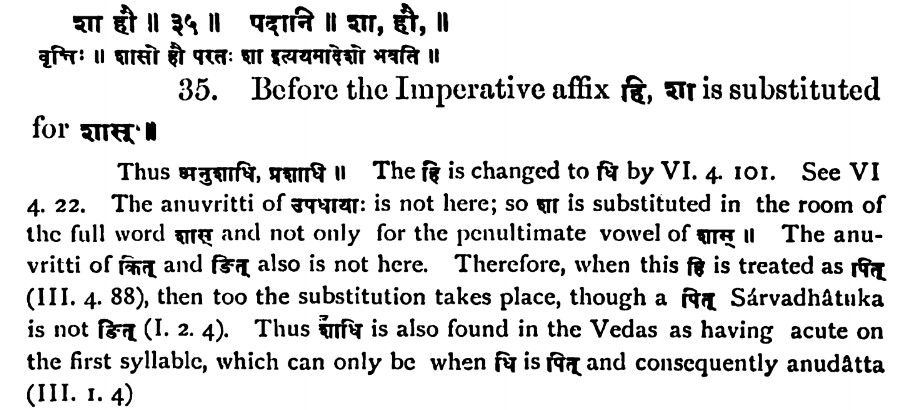 शा हौ ॥ ३५ ॥ पदानि ॥ शा, हौ, ॥
वृत्तिः ॥ शासो हौ परतः शा इत्ययमादेशो भवति ॥
35. Before the Imperative affix हि, शा is substituted
for शास् ॥
Thus अनुशाधि, प्रशाधि ॥ The हि is changed to धि by VI. 4. 101. See VI
4. 22. The anuvritti of उपधायाः is not here; so शा is substituted in the room of
the full word शास् and not only for the penultimate vowel of शास् ॥ The anu-
vritti of कित् and ङित् also is not here. Therefore, when this हि is treated as पित्
(III. 4. 88), then too the substitution takes place, though a पित् Sárvadhâtuka
is not ङित् (I. 2. 4). Thus शा॑धि is also found in the Vedas as having acute on
the first syllable, which can only be when धि is पित् and consequently anudâtta
(III. 1. 4)